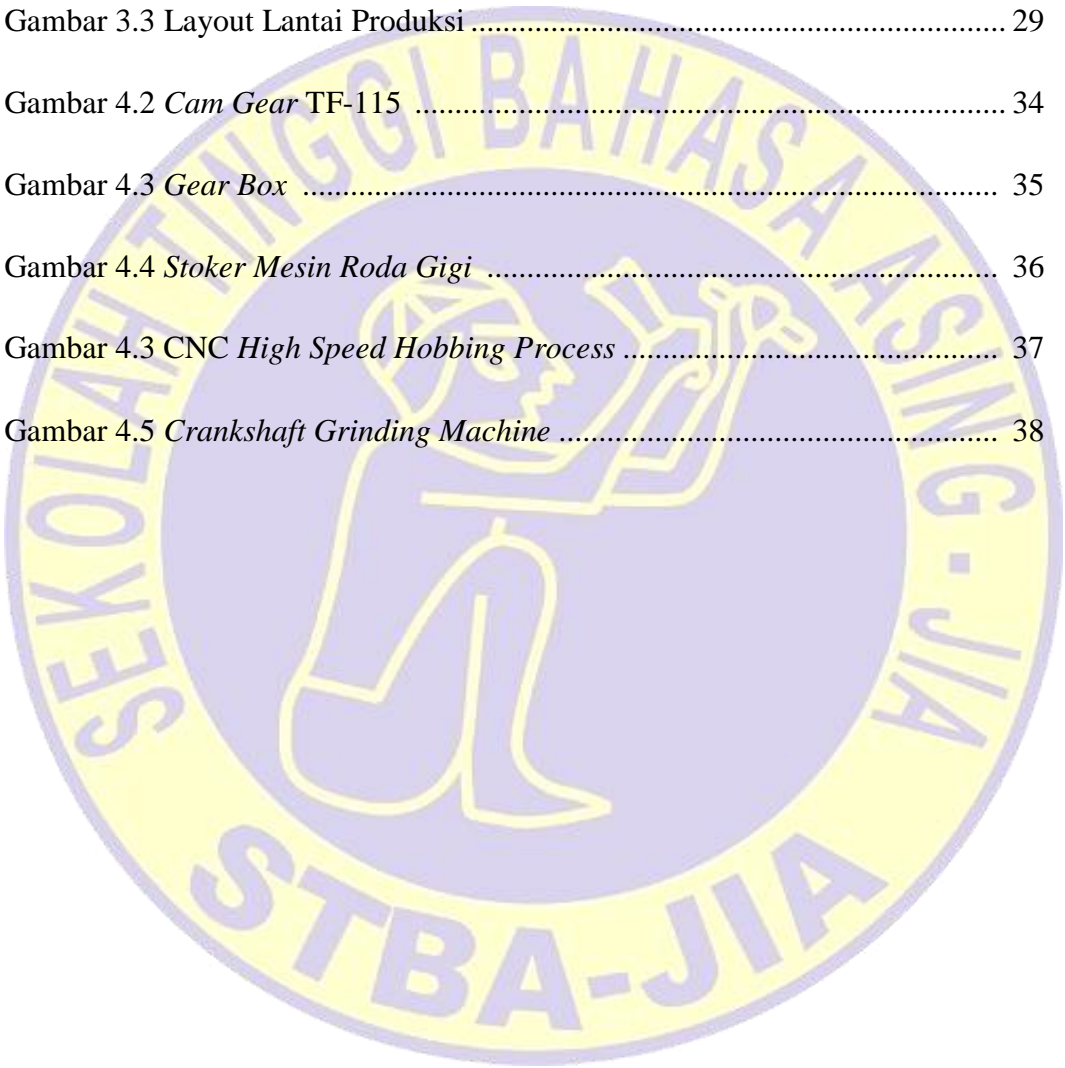 Gambar 3.3 Layout Lantai Produksi .................................................................. 29
Gambar 4.2 Cam Gear TF-115 ......................................................................... 34
Gambar 4.3 Gear Box ...................................................................................... 35
Gambar 4.4 Stoker Mesin Roda Gigi ............................................................... 36
Gambar 4.3 CNC High Speed Hobbing Process .............................................. 37
Gambar 4.5 Crankshaft Grinding Machine ...................................................... 38
SEKOLAH TINGGI BAHASA ASING - JIA
STBA-JIA